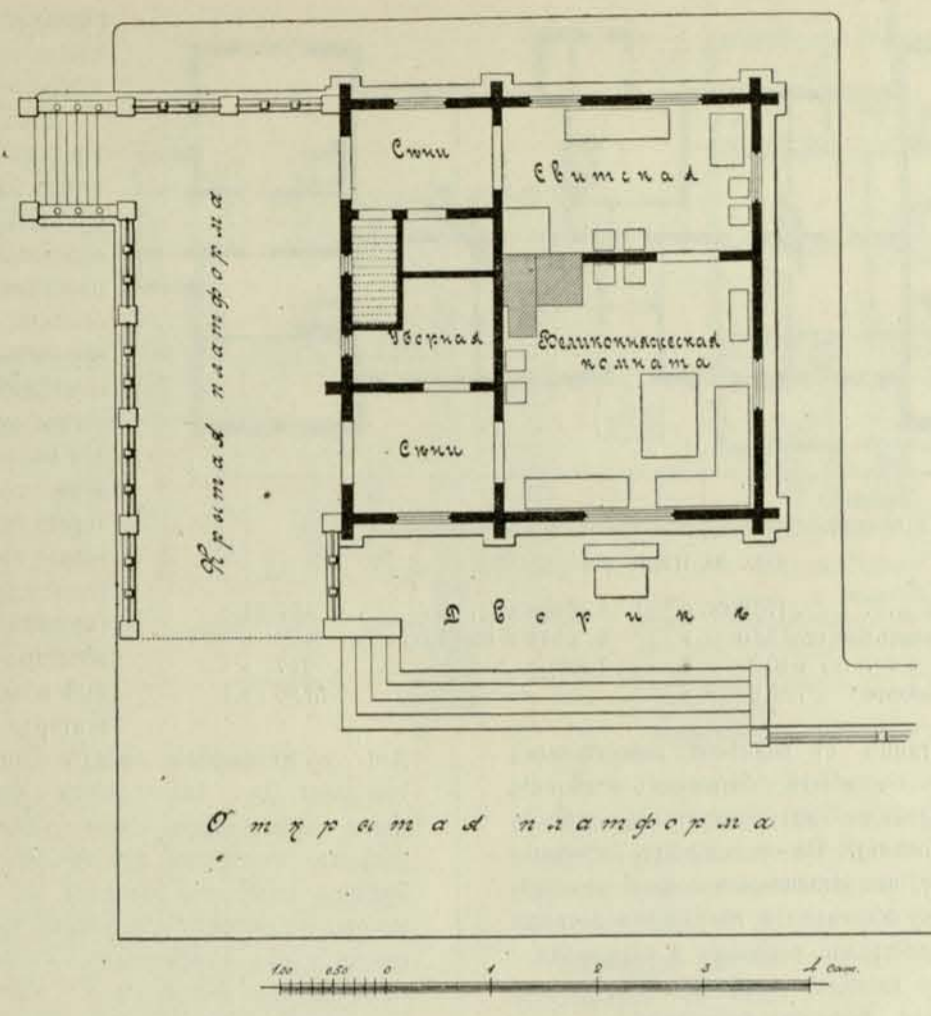 Сѣни
Свитская
Крытая платформа
Уборная
Великокняжеская
комната
Сѣни
Дворикъ
Открытая платформа
1.00 0.50 0 1 2 3 4 саж.